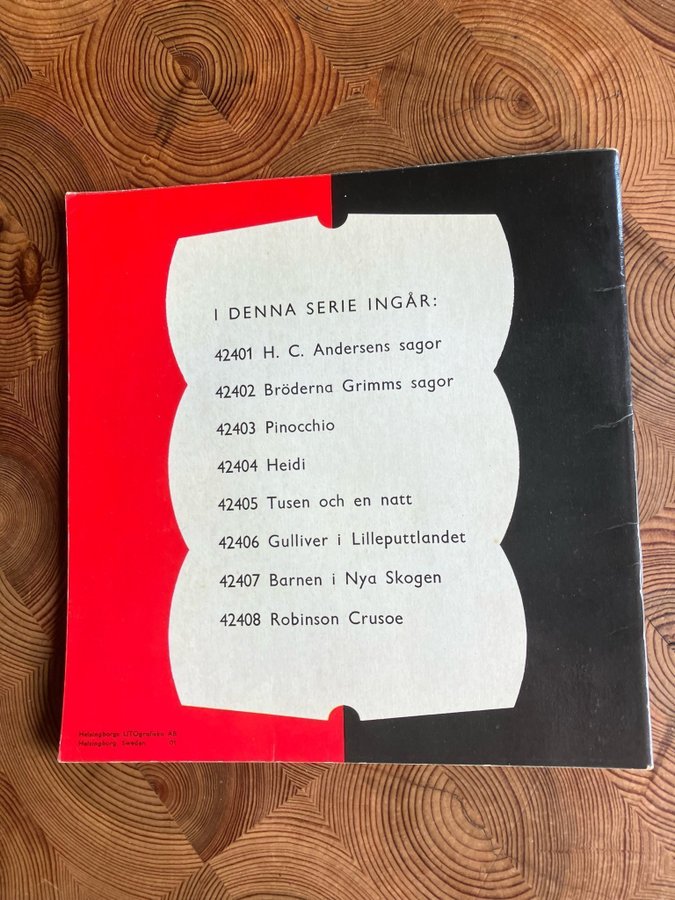 I DENNA SERIE INGÅR:
42401 H. C. Andersens sagor
42402 Bröderna Grimms sagor
42403 Pinocchio
42404 Heidi
42405 Tusen och en natt
42406 Gulliver i Lilleputtlandet
42407 Barnen i Nya Skogen
42408 Robinson Crusoe
Helsingborgs LITOgrafiska AB
Helsingborg Sweden 01